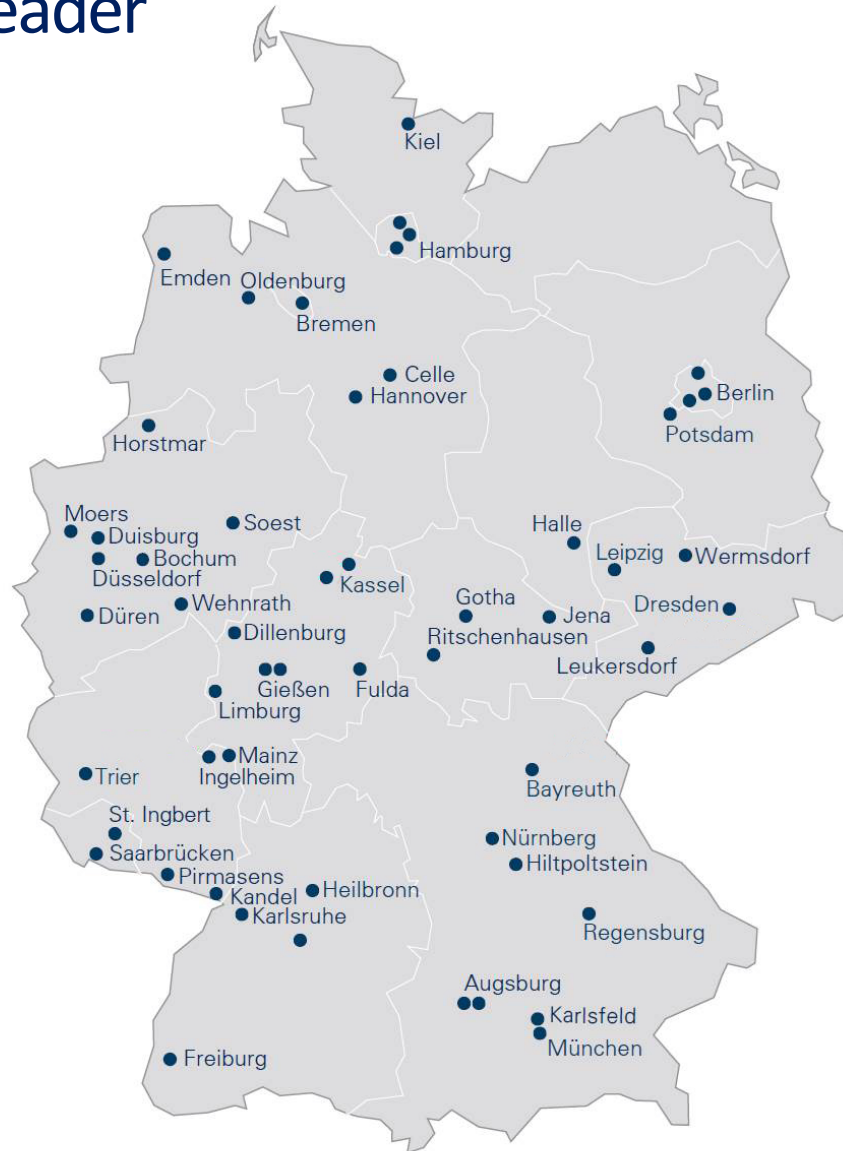 eader
Kiel
Hamburg
Emden
Oldenburg
Bremen
Celle
Hannover
Berlin
Potsdam
Horstmar
Moers
Duisburg
Soest
Halle
Leipzig
Wermsdorf
Bochum
Düsseldorf
Kassel
Wehnrath
Gotha
Jena
Dresden
Düren
Dillenburg
Ritschenhausen
Leukersdorf
Gießen
Fulda
Limburg
Mainz
Ingelheim
Trier
Bayreuth
St. Ingbert
Nürnberg
Saarbrücken
Hiltpoltstein
Pirmasens
Kandel
Heilbronn
Karlsruhe
Regensburg
Augsburg
Karlsfeld
München
Freiburg